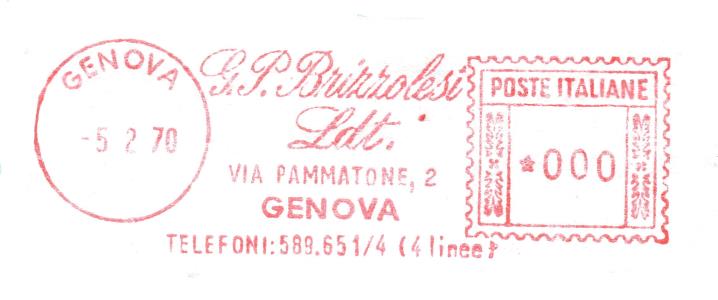 GENOVA
-5 2 70
G.P. Brizzolesi
Ldt.
VIA PAMMATONE, 2
GENOVA
TELEFONI: 589.651/4 (4 linee)
POSTE ITALIANE
*000